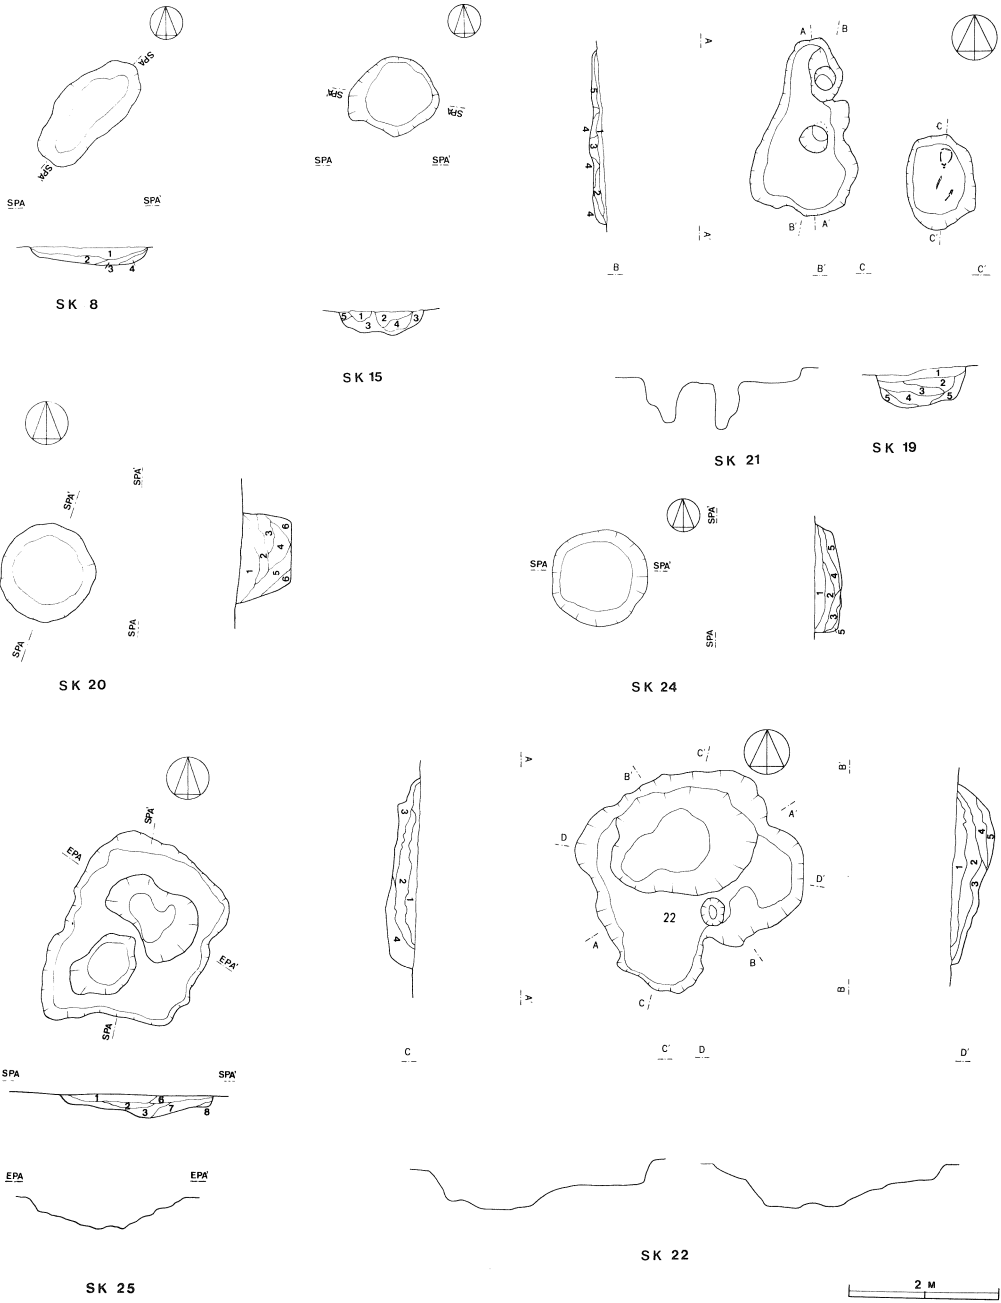 SPA
SPA'
SPA SPA'
1
2
3 4
SK 8
SPA
SPA'
SPA SPA'
5 1 2 3
3 4
SK 15
A
B
5
4
1
3
4
2
4
A
A'
B'
A'
B B'
SK 21
C
C'
C C'
1
2
3
5 4 5
SK 19
SPA'
SPA
SPA'
SPA
6
3
4
2
1
5
6
SK 20
SPA SPA'
SPA'
SPA
5
4
1 2
3
5
SK 24
SPA'
EPA
EPA'
SPA
SPA SPA'
1 2 3 6 7 8
EPA EPA'
SK 25
3
2
1
4
A
A'
C'
B'
A'
D
D'
22
A
B
C
B'
B
4
5
1 2
3
C C' D D'
SK 22
2 M